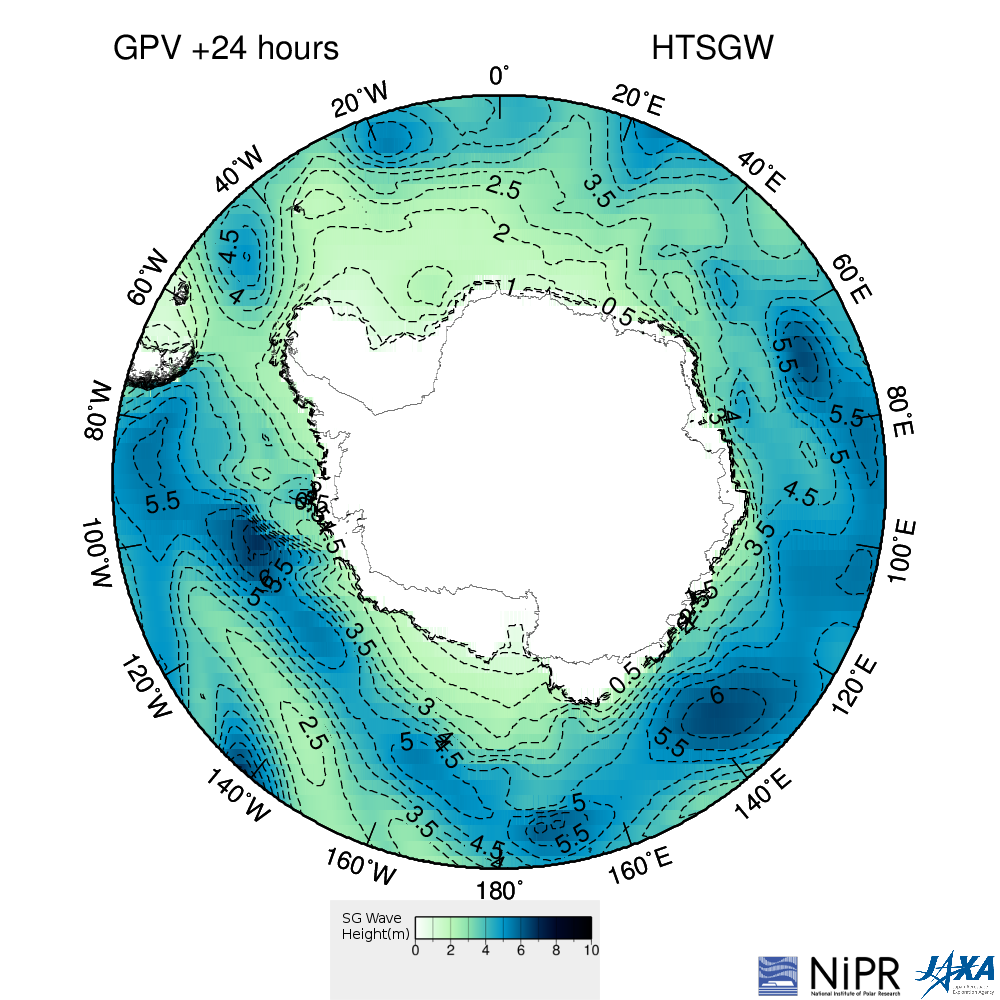 GPV +24 hours HTSGW
0°
20°W 20°E
40°W 40°E
2.5 3.5
2
4.5
60°W 60°E
4 1 0.5
5.5
80°W 80°E
5.5
5
4.5
5.5
3.5
100°W 100°E
5.5
3.5
0.5
120°W 120°E
6
3
2.5 5 4.5 5.5
140°W 140°E
5
3.5 5.5
4.5
4
160°W 160°E
180°
SG Wave
Height(m)
0 2 4 6 8 10
NiPR JAXA
National Institute of Polar Research